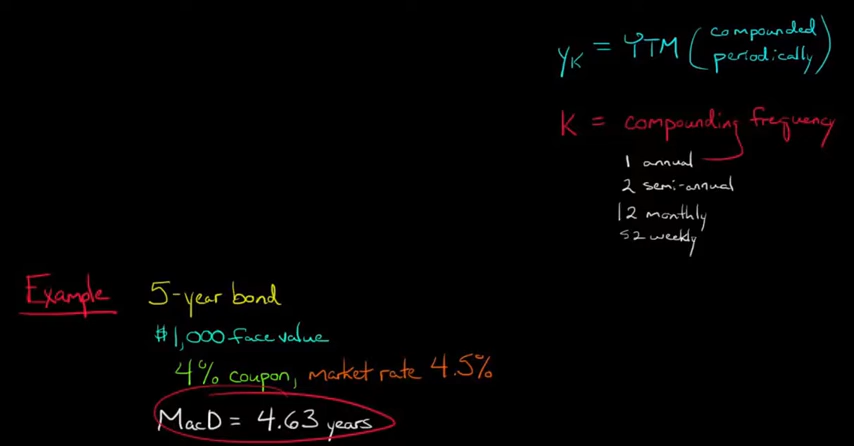 y_K = YTM (compounded periodically)
K = compounding frequency
1 annual
2 semi-annual
12 monthly
52 weekly
Example
5-year bond
$1,000 face value
4% coupon, market rate 4.5%
MacD = 4.63 years